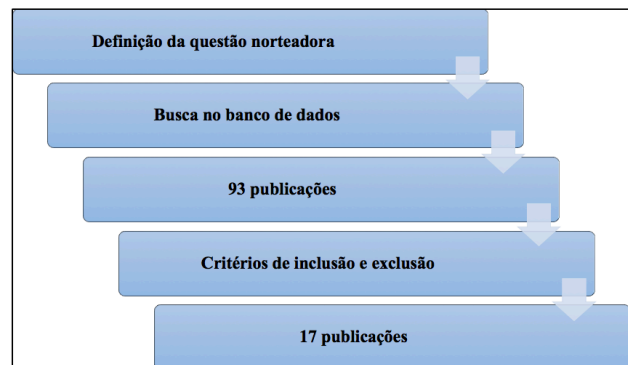 Definição da questão norteadora
Busca no banco de dados
93 publicações
Critérios de inclusão e exclusão
17 publicações